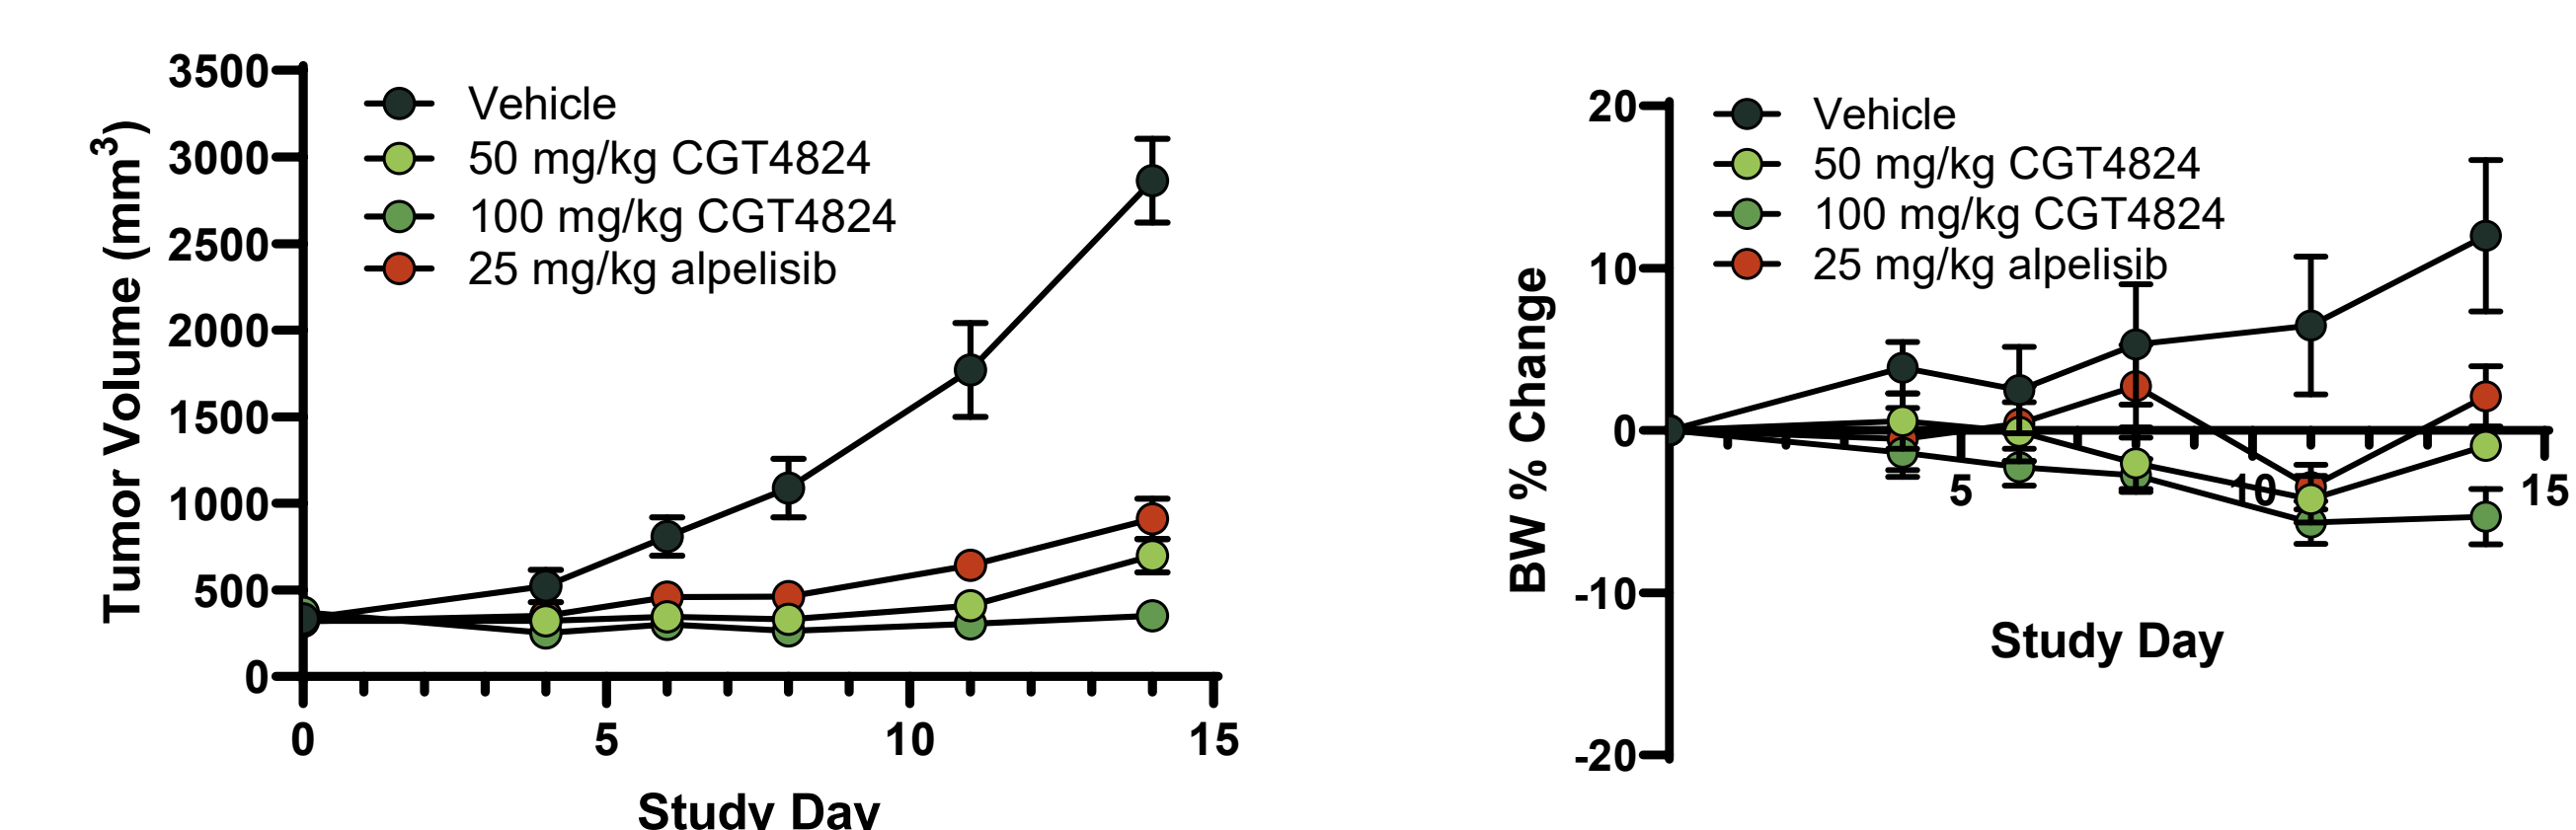 Tumor Volume (mm³)
3500
3000
2500
2000
1500
1000
500
0
Vehicle
50 mg/kg CGT4824
100 mg/kg CGT4824
25 mg/kg alpelisib
0 5 10 15
Study Day
BW % Change
20
10
0
-10
-20
Vehicle
50 mg/kg CGT4824
100 mg/kg CGT4824
25 mg/kg alpelisib
5 10 15
Study Day